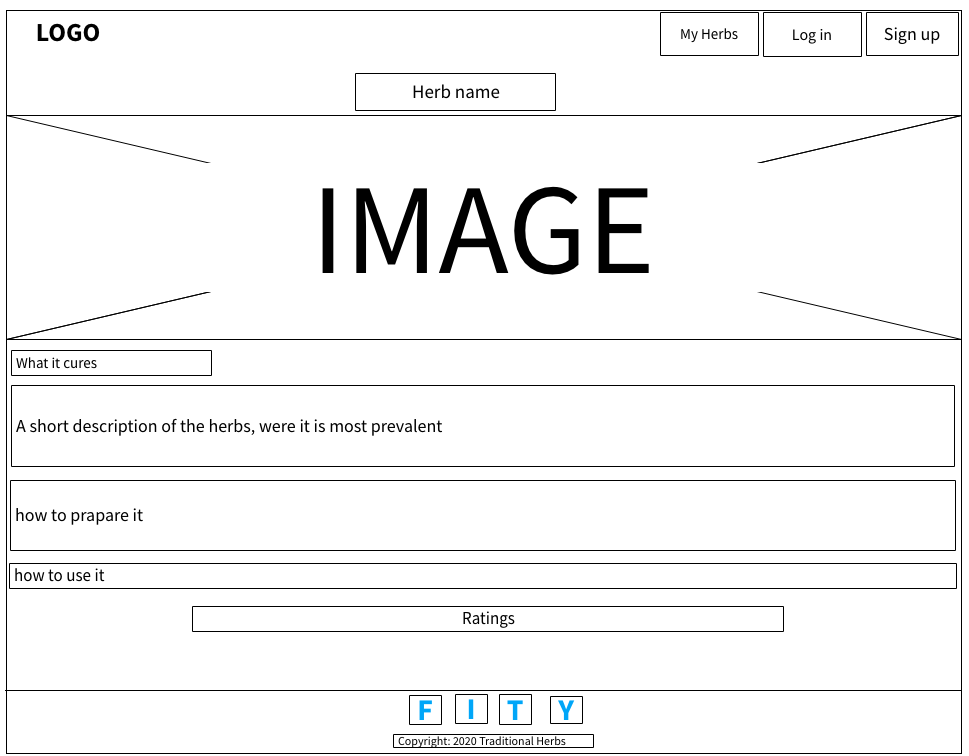 LOGO
My Herbs
Log in
Sign up
Herb name
IMAGE
What it cures
A short description of the herbs, were it is most prevalent
how to prapare it
how to use it
Ratings
F I T Y
Copyright: 2020 Traditional Herbs